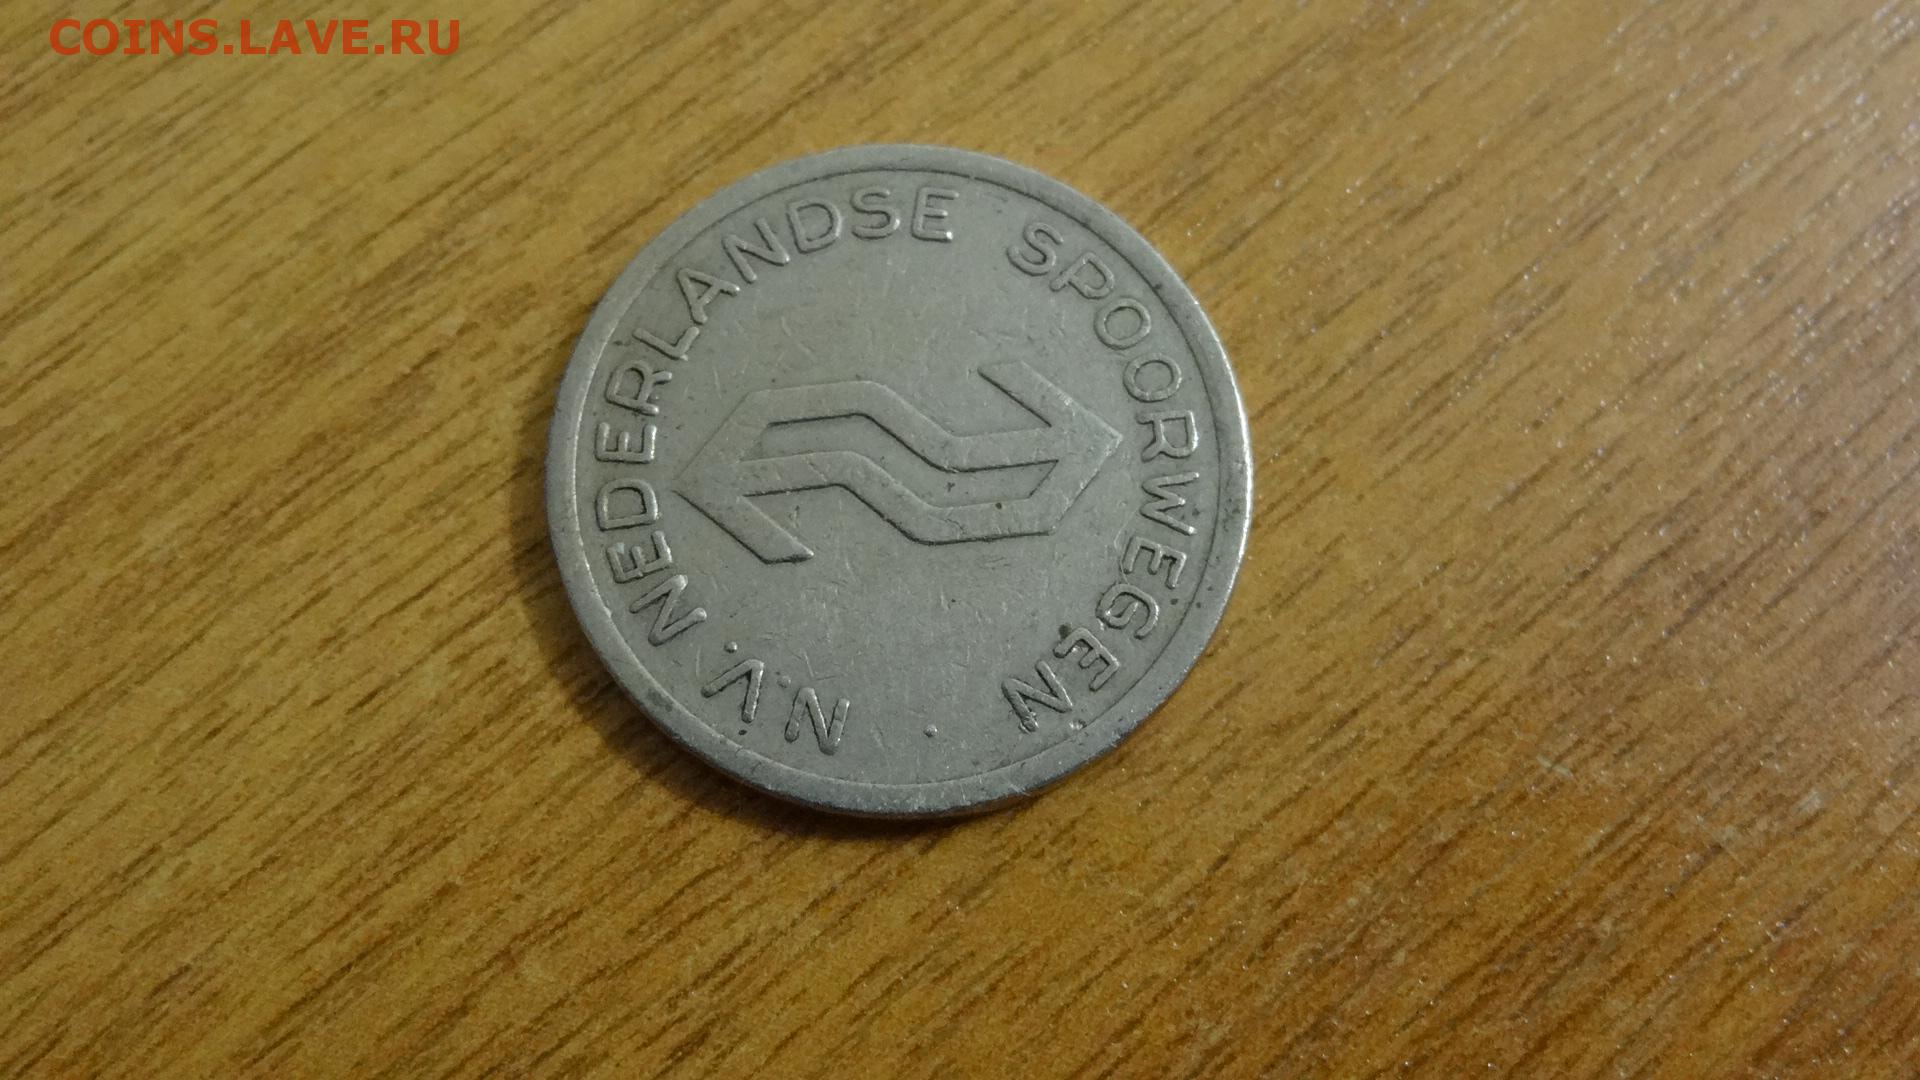 COINS.LAVE.RU
N.V. NEDERLANDSE SPOORWEGEN ·